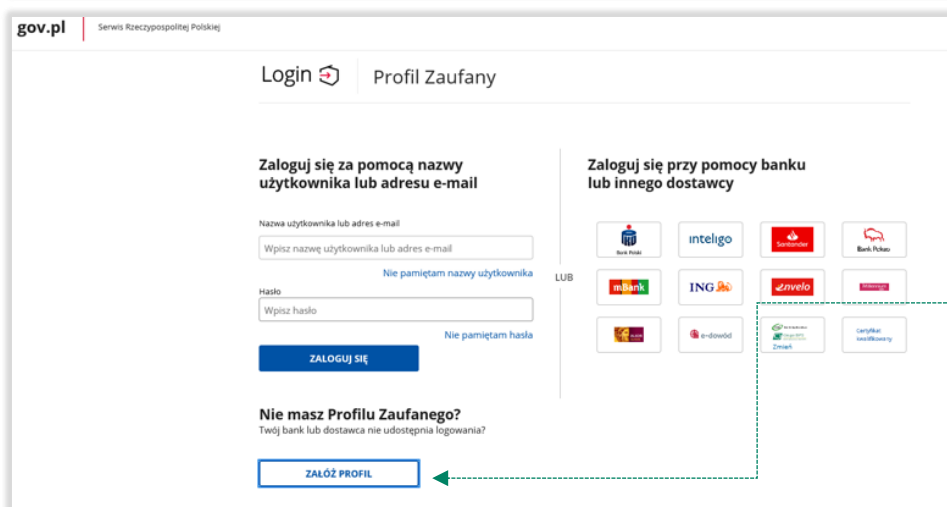 gov.pl
Serwis Rzeczypospolitej Polskiej
Login
Profil Zaufany
Zaloguj się za pomocą nazwy
użytkownika lub adresu e-mail
Nazwa użytkownika lub adres e-mail
Wpisz nazwę użytkownika lub adres e-mail
Nie pamiętam nazwy użytkownika
Hasło
Wpisz hasło
Nie pamiętam hasła
ZALOGUJ SIĘ
LUB
Zaloguj się przy pomocy banku
lub innego dostawcy
Bank Polski
inteligo
Santander
Bank Pekao
mBank
ING
envelo
e-dowód
Zmień
Certyfikat
kwalifikowany
Nie masz Profilu Zaufanego?
Twój bank lub dostawca nie udostępnia logowania?
ZAŁÓŻ PROFIL